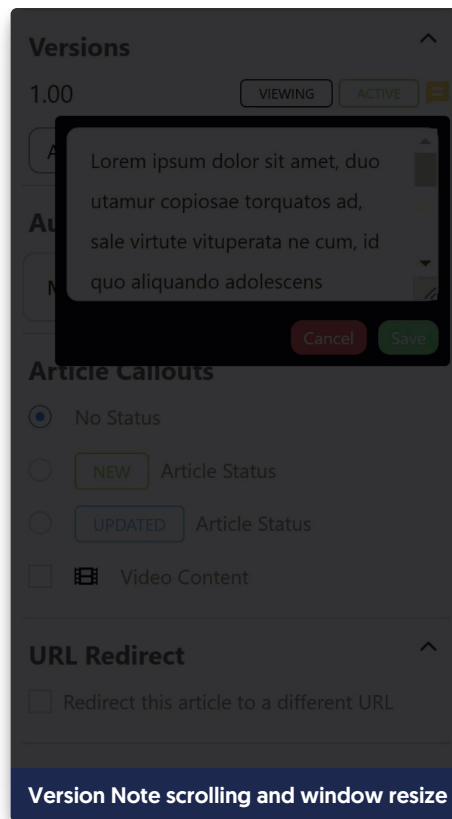 Versions
1.00 VIEWING ACTIVE
A
Lorem ipsum dolor sit amet, duo
utamur copiosae torquatos ad,
sale virtute vituperata ne cum, id
quo aliquando adolescens
Au
M
Cancel Save
Article Callouts
No Status
NEW Article Status
UPDATED Article Status
Video Content
URL Redirect
Redirect this article to a different URL
Version Note scrolling and window resize